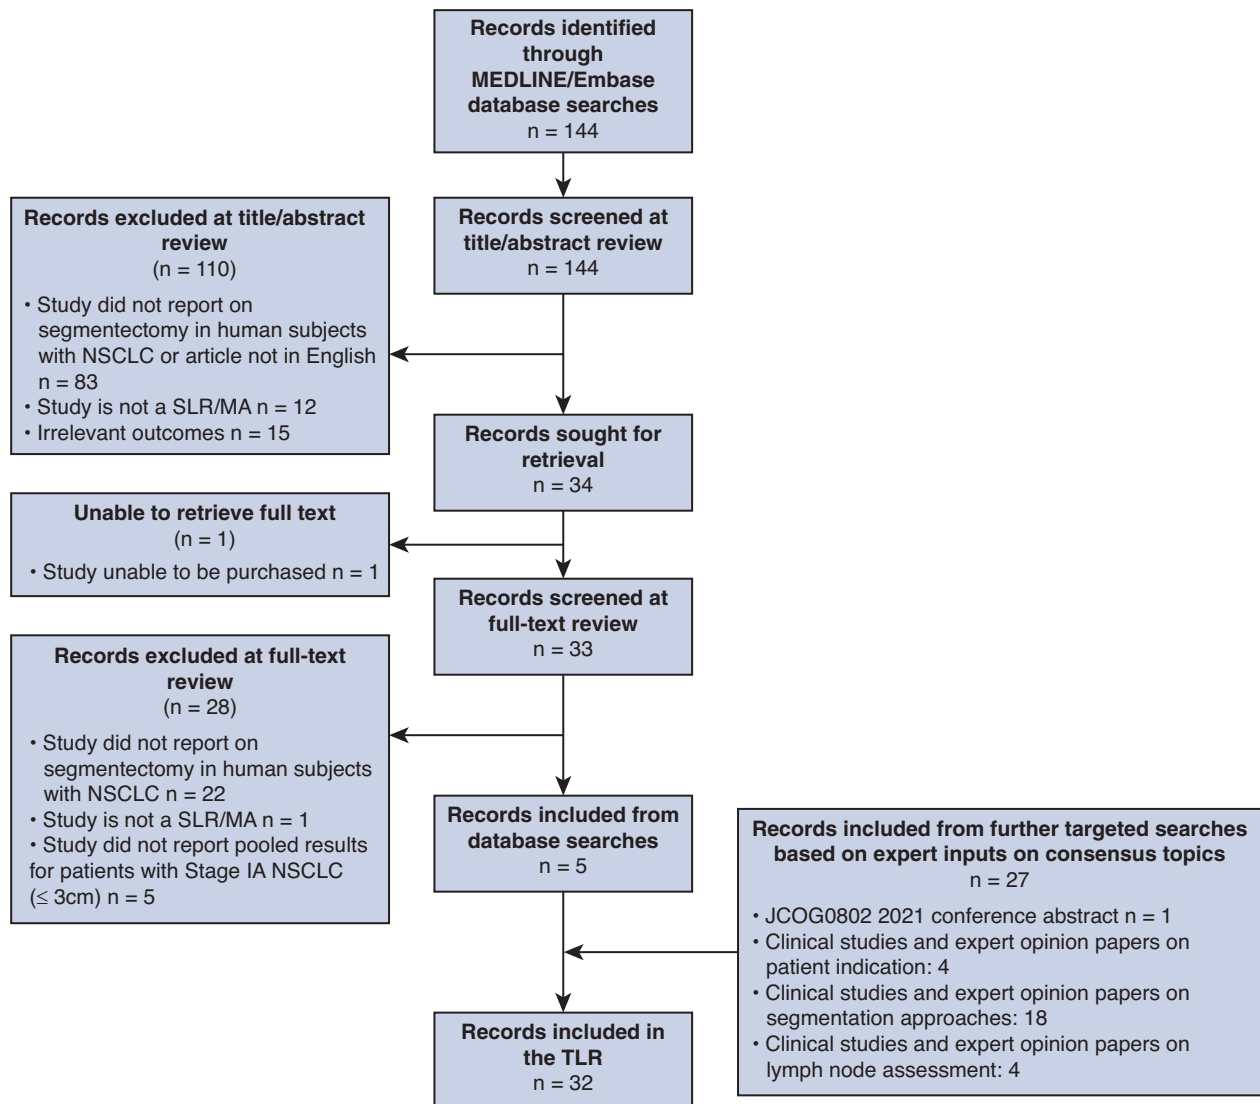 Records identified
through
MEDLINE/Embase
database searches
n = 144
Records excluded at title/abstract
review
(n = 110)
• Study did not report on
segmentectomy in human subjects
with NSCLC or article not in English
n = 83
• Study is not a SLR/MA n = 12
• Irrelevant outcomes n = 15
Records screened at
title/abstract review
n = 144
Records sought for
retrieval
n = 34
Unable to retrieve full text
(n = 1)
• Study unable to be purchased n = 1
Records screened at
full-text review
n = 33
Records excluded at full-text
review
(n = 28)
• Study did not report on
segmentectomy in human subjects
with NSCLC n = 22
• Study is not a SLR/MA n = 1
• Study did not report pooled results
for patients with Stage IA NSCLC
(≤ 3cm) n = 5
Records included from
database searches
n = 5
Records included from further targeted searches
based on expert inputs on consensus topics
n = 27
• JCOG0802 2021 conference abstract n = 1
• Clinical studies and expert opinion papers on
patient indication: 4
• Clinical studies and expert opinion papers on
segmentation approaches: 18
• Clinical studies and expert opinion papers on
lymph node assessment: 4
Records included in
the TLR
n = 32